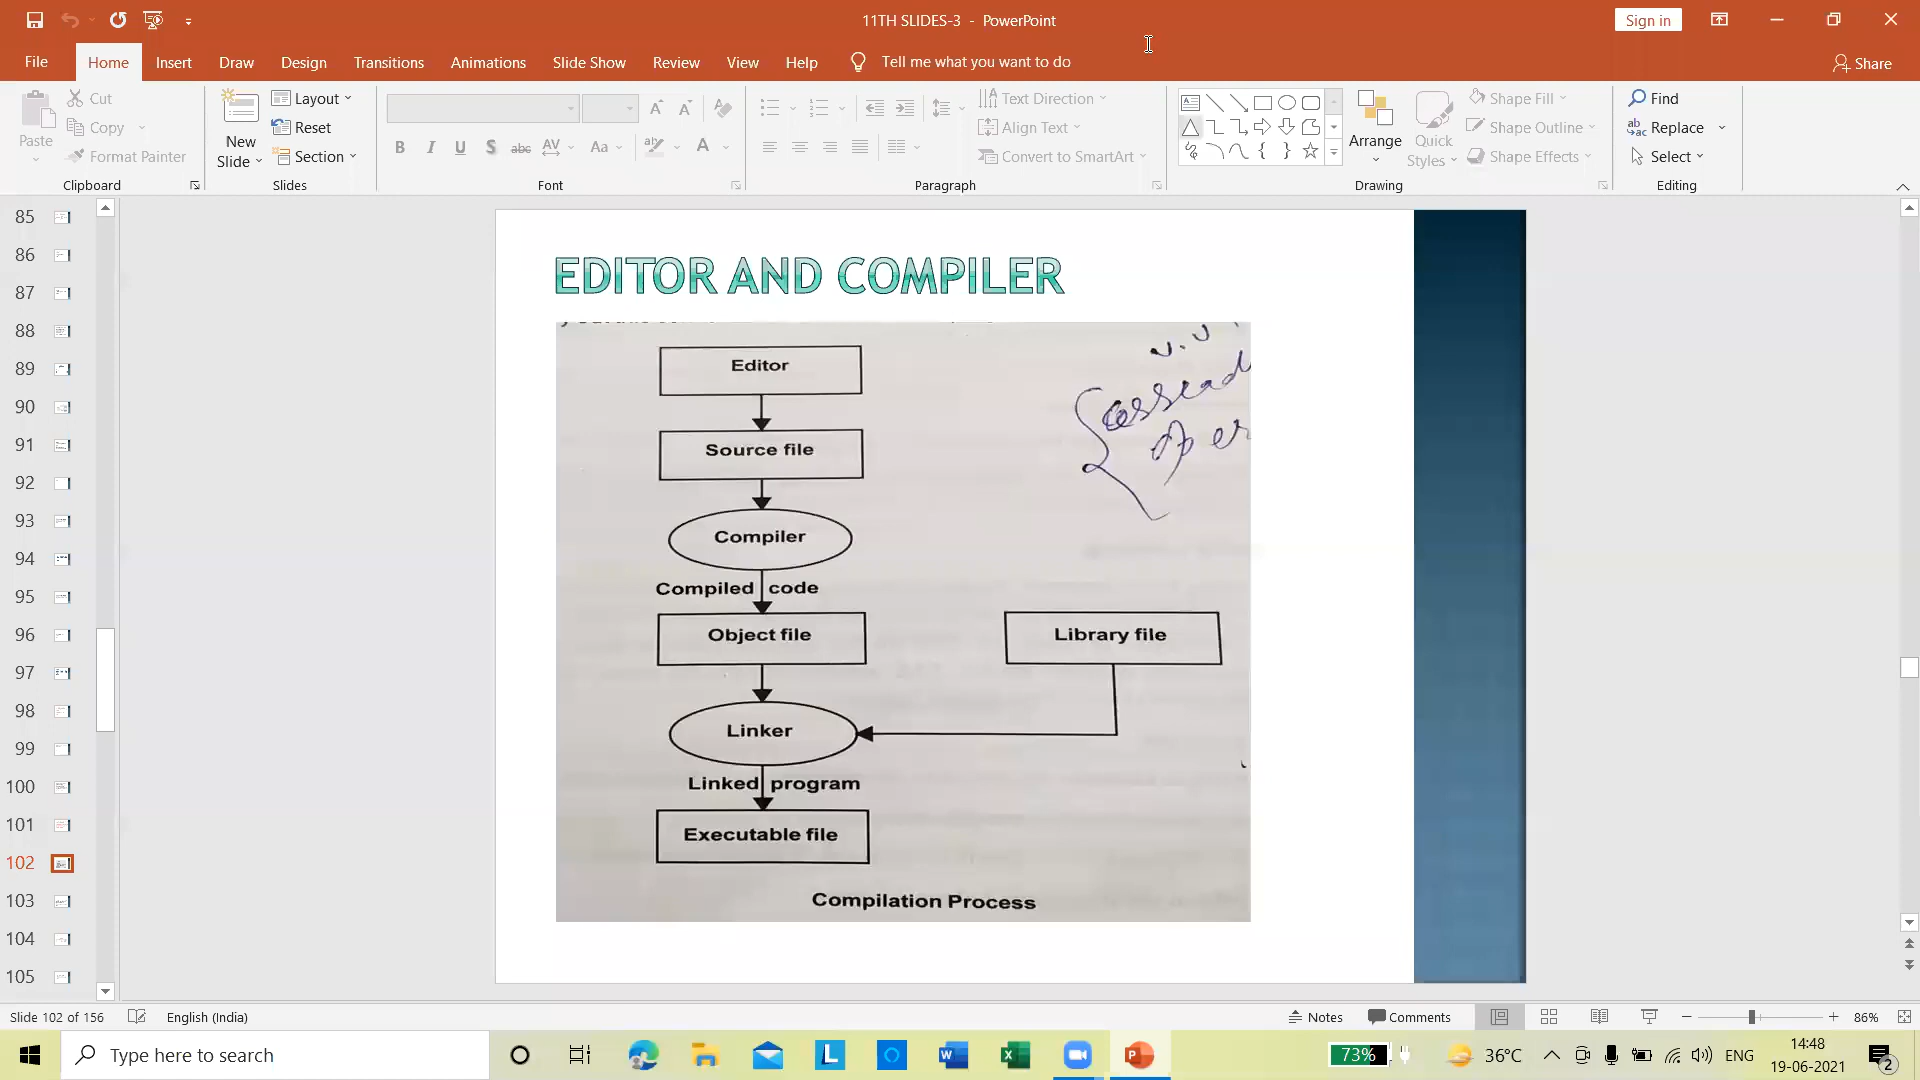 11TH SLIDES-3 - PowerPoint
Sign in
File Home Insert Draw Design Transitions Animations Slide Show Review View Help Tell me what you want to do
Share
Paste
Cut
Copy
Format Painter
Clipboard
New
Slide
Layout
Reset
Section
Slides
B I U S abc AV Aa A
Font
Text Direction
Align Text
Convert to SmartArt
Paragraph
Arrange
Quick
Styles
Shape Fill
Shape Outline
Shape Effects
Drawing
Find
Replace
Select
Editing
85
86
87
88
89
90
91
92
93
94
95
96
97
98
99
100
101
102
103
104
105
EDITOR AND COMPILER
Editor
Source file
Compiler
Compiled code
Object file
Library file
Linker
Linked program
Executable file
Compilation Process
Slide 102 of 156
English (India)
Notes
Comments
86%
Type here to search
73%
36°C
ENG
14:48
19-06-2021
2